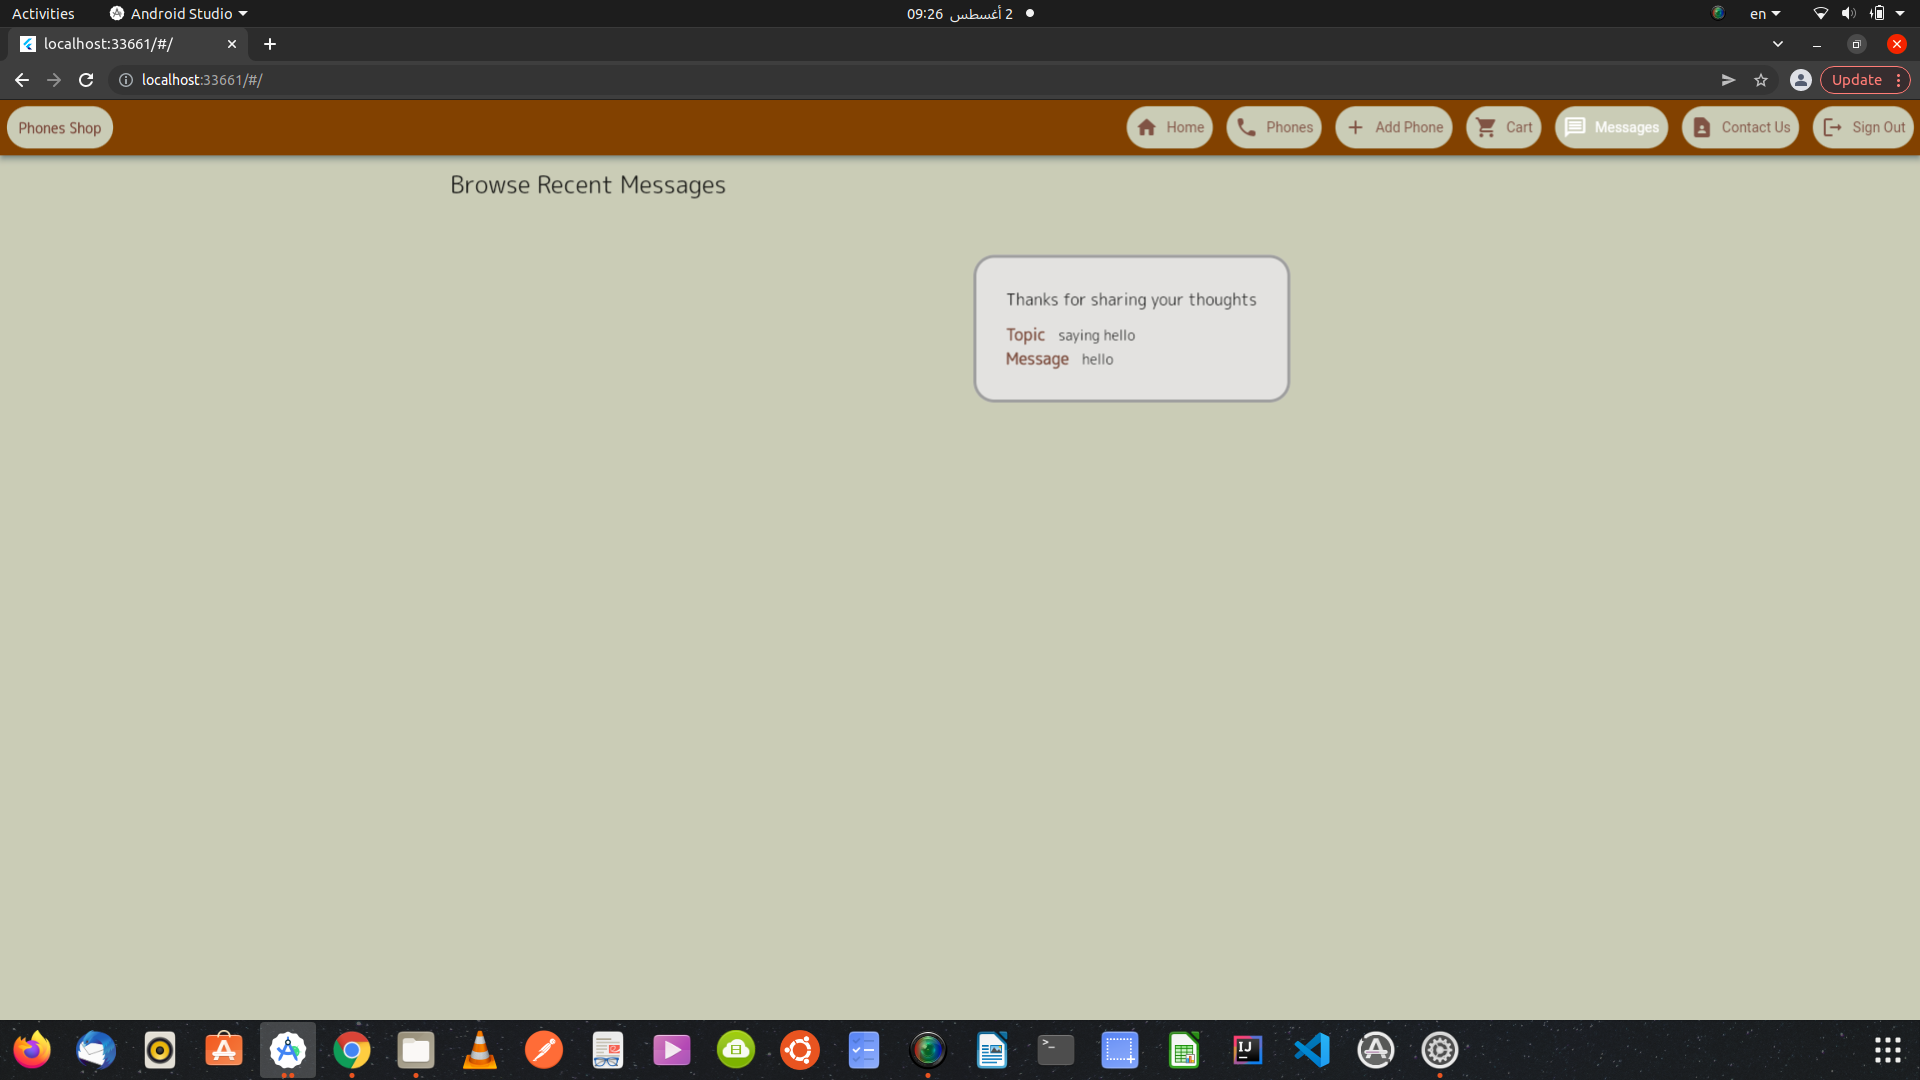 Activities Android Studio 09:26 2 أغسطس en
localhost:33661/#/
localhost:33661/#/ Update
Phones Shop Home Phones Add Phone Cart Messages Contact Us Sign Out
Browse Recent Messages
Thanks for sharing your thoughts
Topic saying hello
Message hello